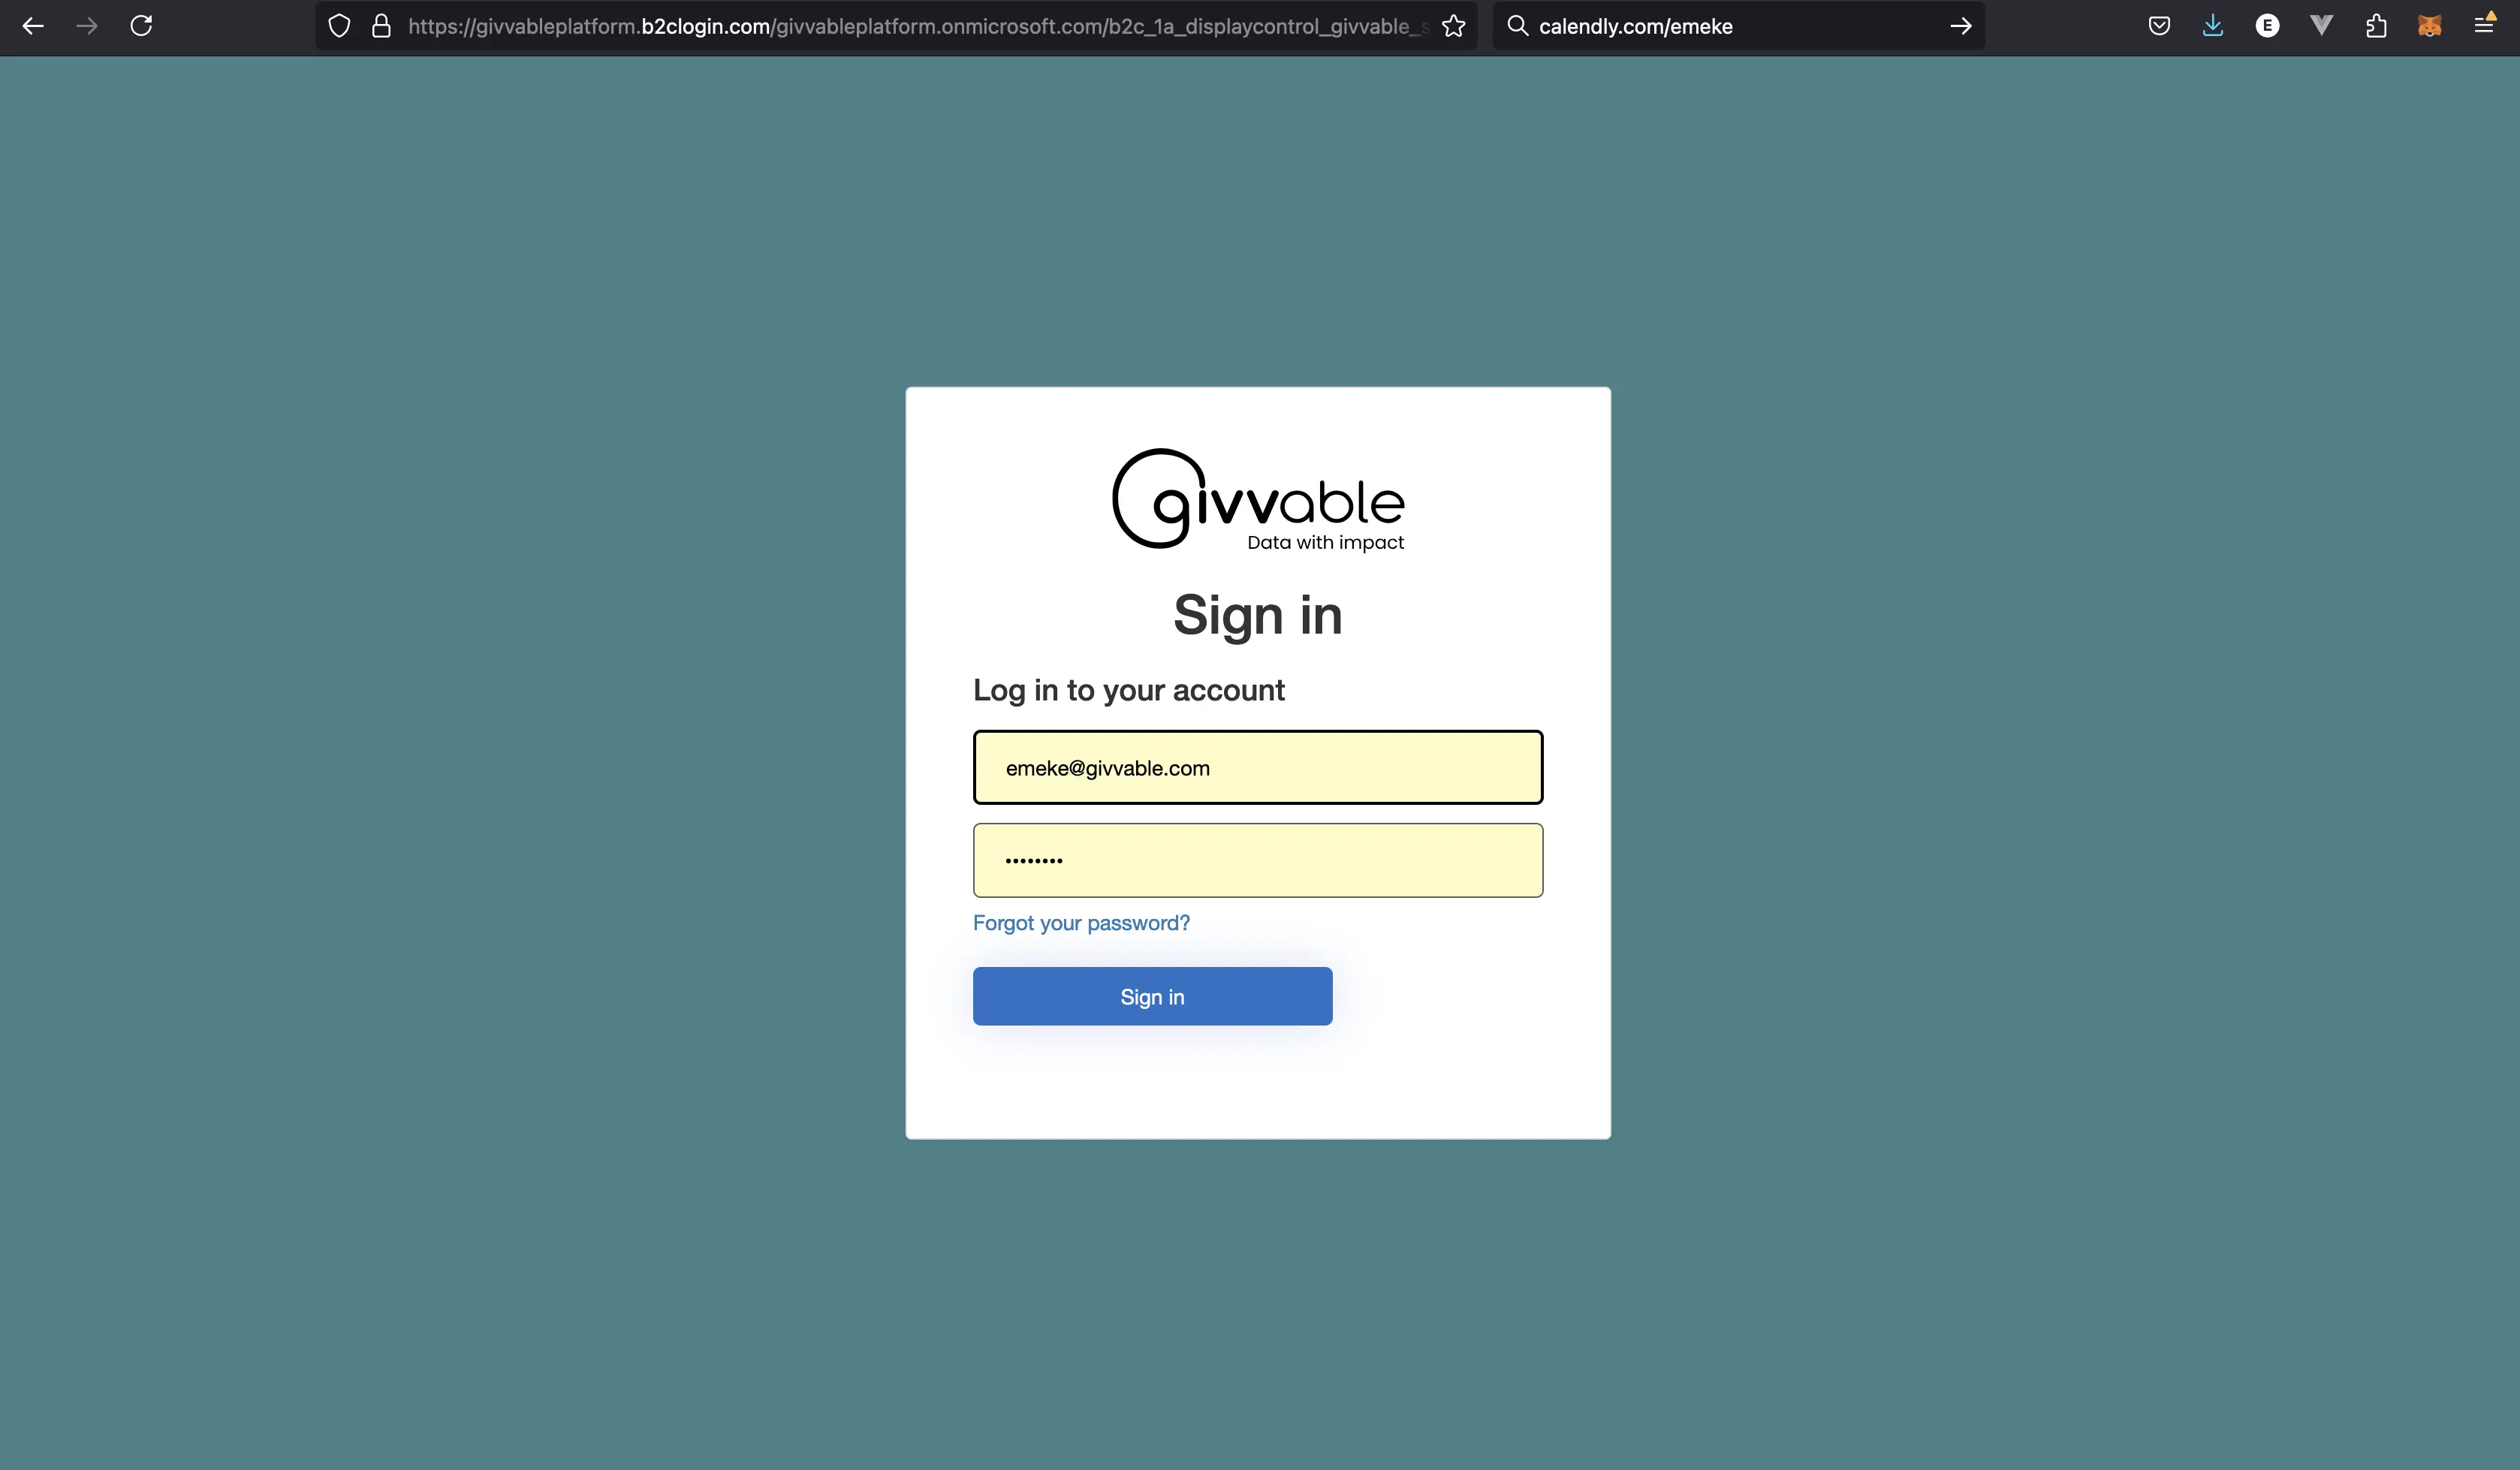 https://givvableplatform.b2clogin.com/givvableplatform.onmicrosoft.com/b2c_1a_displaycontrol_givvable_s
calendly.com/emeke
E
givvable
Data with impact
Sign in
Log in to your account
emeke@givvable.com
••••••••
Forgot your password?
Sign in